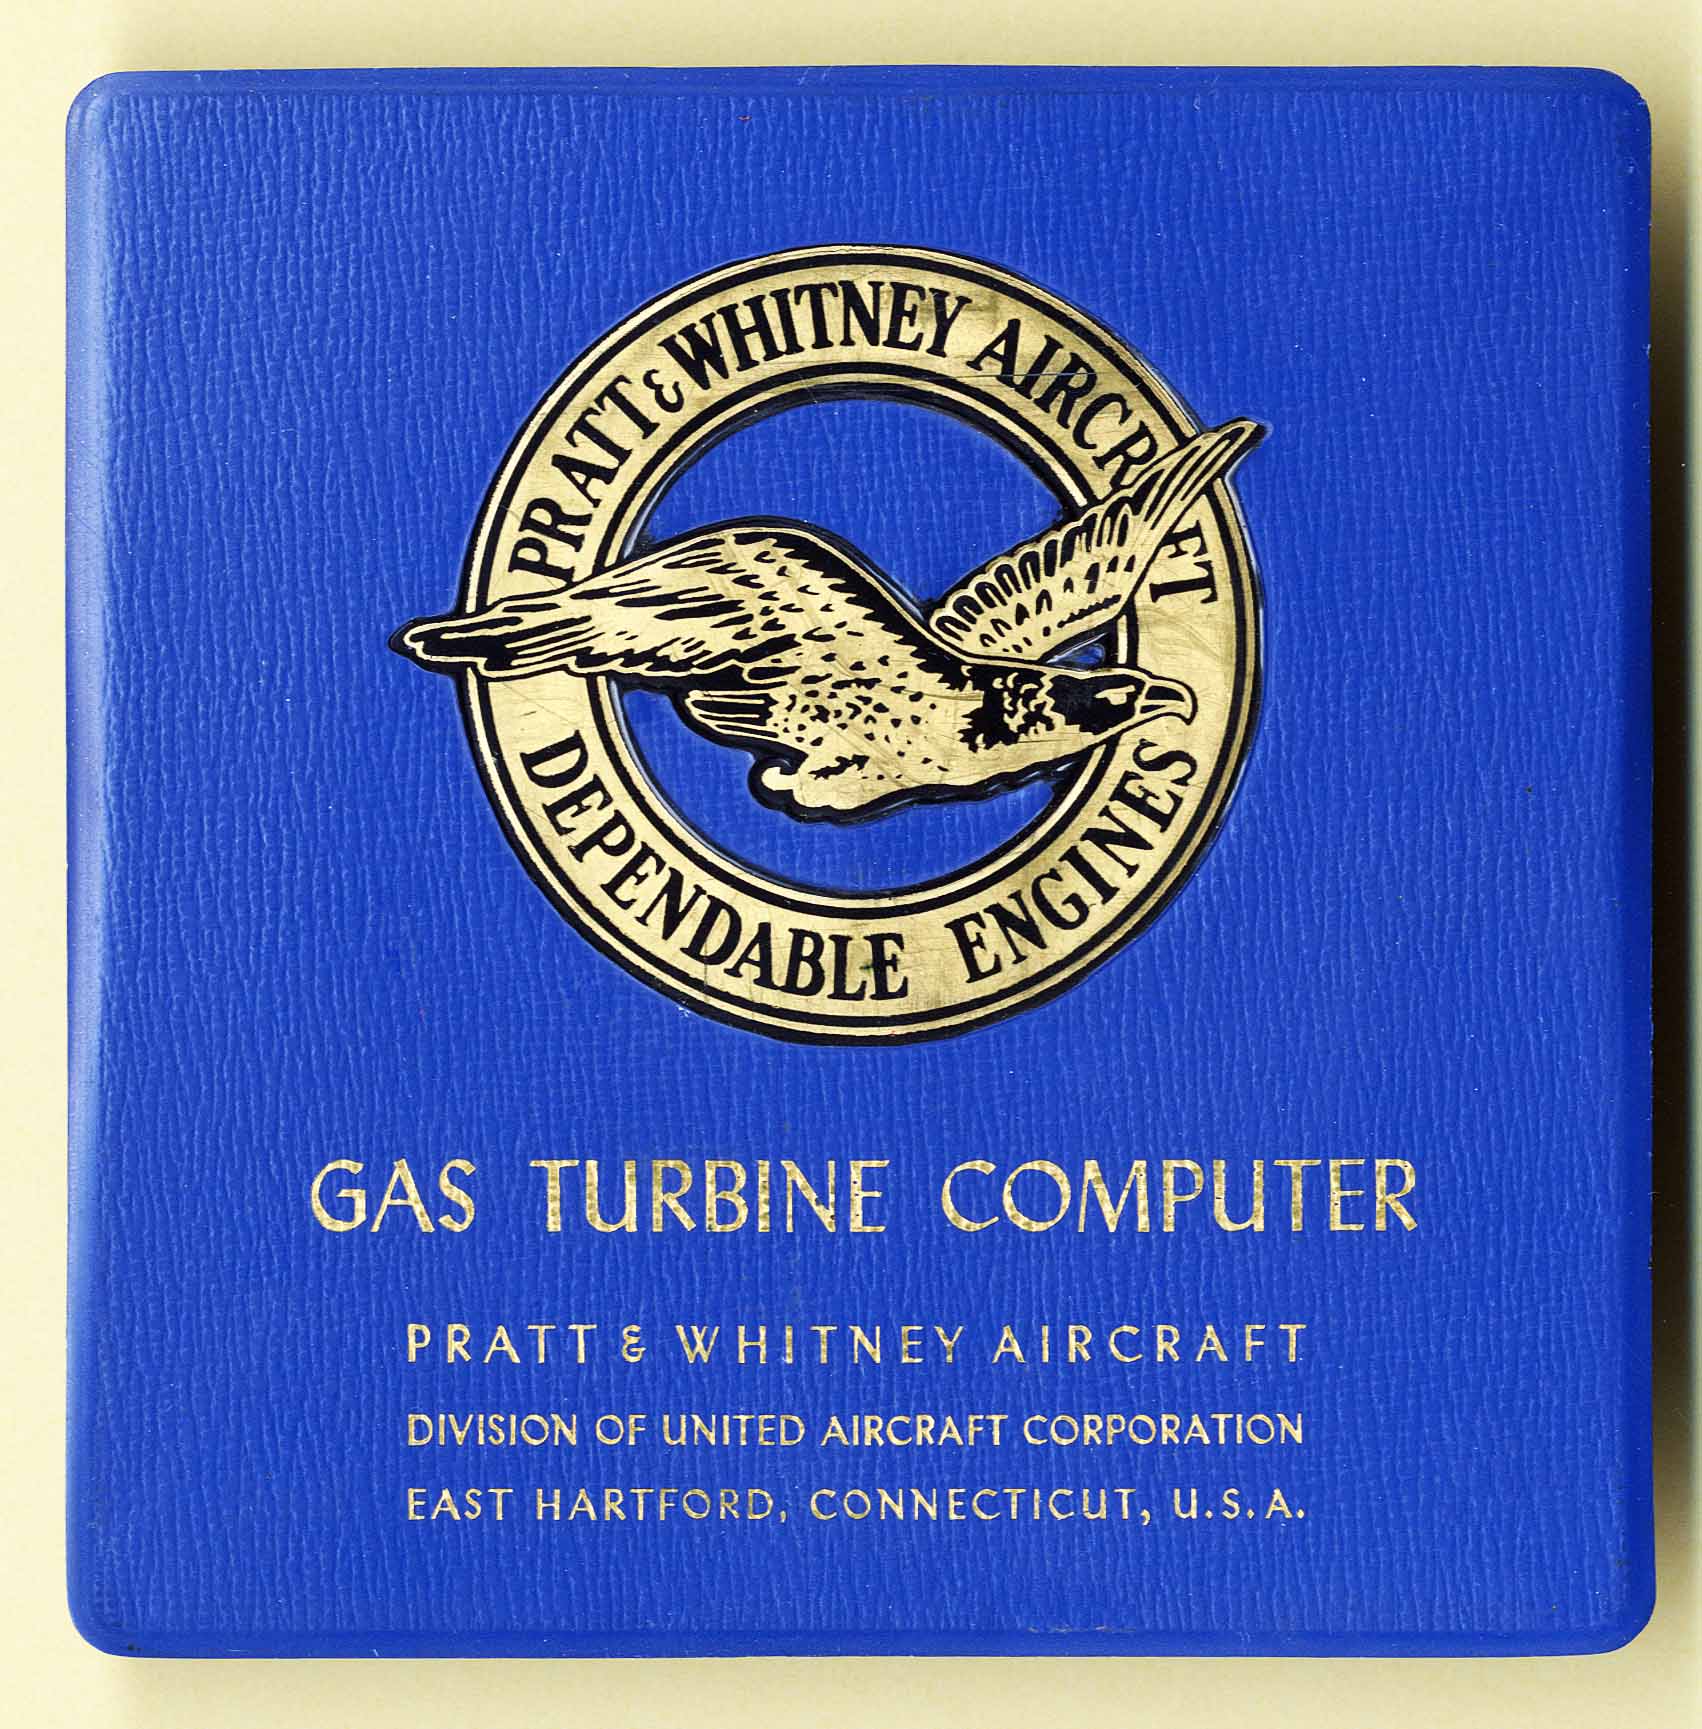 PRATT & WHITNEY AIRCRAFT
DEPENDABLE ENGINES
GAS TURBINE COMPUTER
PRATT & WHITNEY AIRCRAFT
DIVISION OF UNITED AIRCRAFT CORPORATION
EAST HARTFORD, CONNECTICUT, U.S.A.